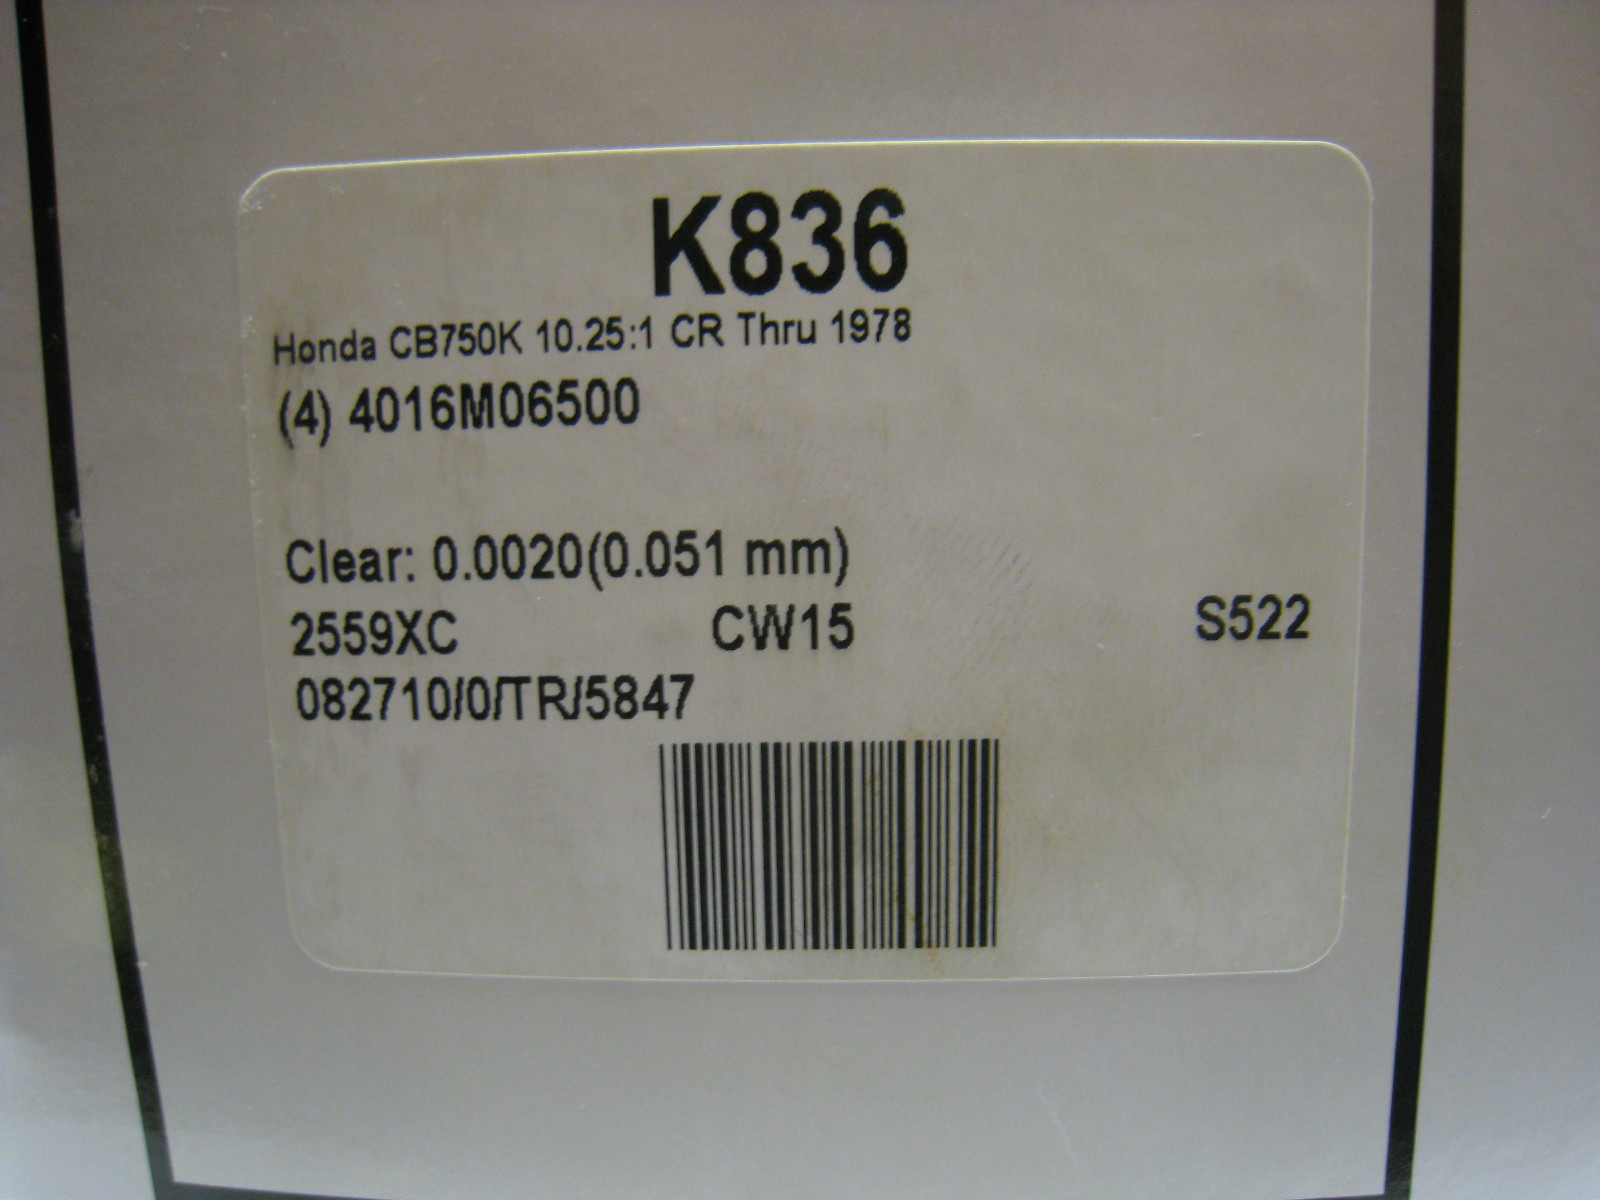 K836
Honda CB750K 10.25:1 CR Thru 1978
(4) 4016M06500
Clear: 0.0020(0.051 mm)
2559XC CW15 S522
082710/0/TR/5847